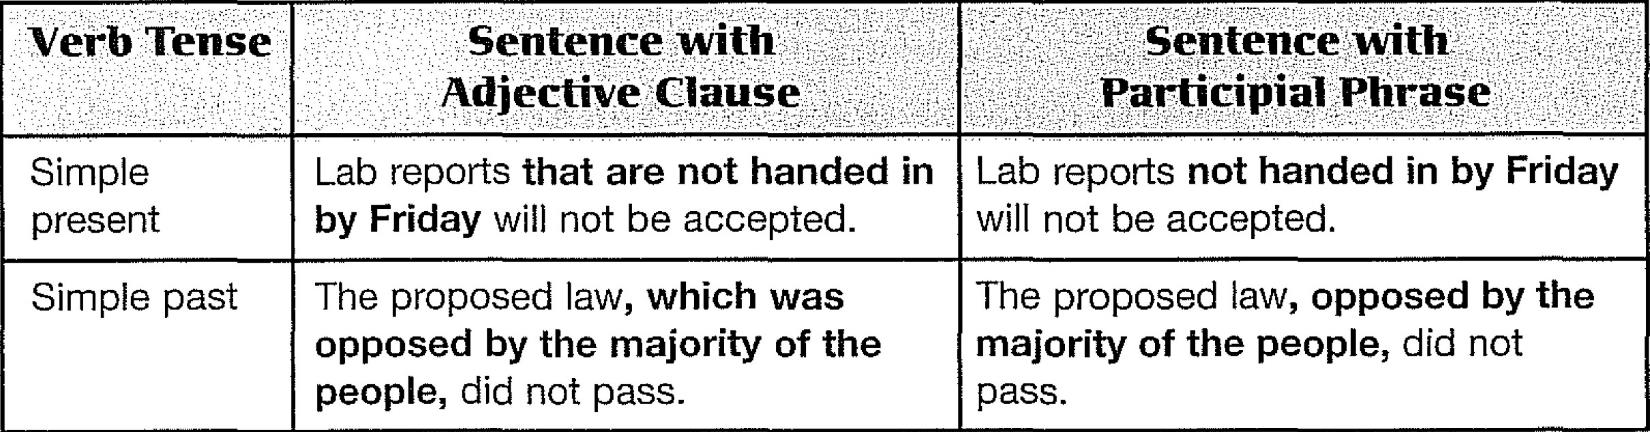 Verb Tense
Sentence with
Adjective Clause
Sentence with
Participial Phrase
Simple
present
Lab reports that are not handed in
by Friday will not be accepted.
Lab reports not handed in by Friday
will not be accepted.
Simple past
The proposed law, which was
opposed by the majority of the
people, did not pass.
The proposed law, opposed by the
majority of the people, did not
pass.